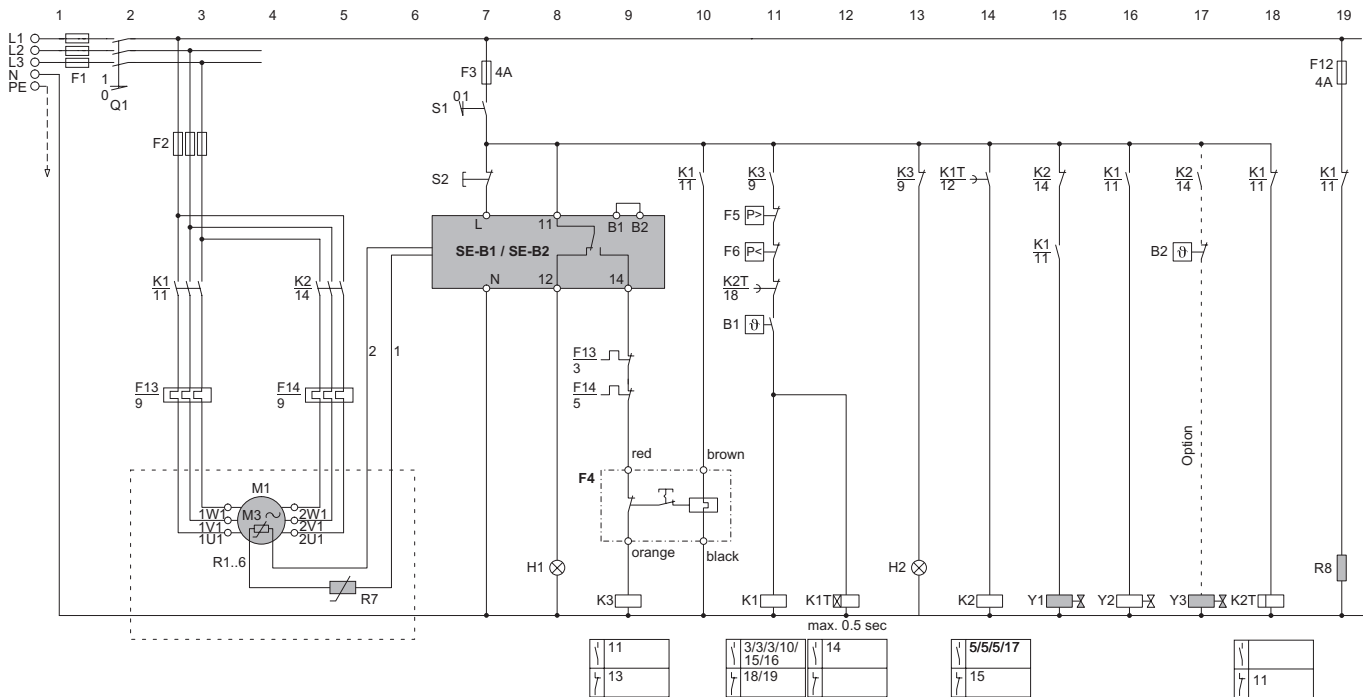 1 2 3 4 5 6 7 8 9 10 11 12 13 14 15 16 17 18 19
L1
L2
L3
N
PE
F1
1
0
Q1
F3 4A
F12
4A
S1 0 1
F2
S2
K1
11
K3
9
K3
9
K1T
12
K2
14
K1
11
K2
14
K1
11
K1
11
L 11 B1 B2
SE-B1 / SE-B2
N 12 14
F5 P>
F6 P<
K2T
18
B1 ϑ
K1
11
B2 ϑ
K1
11
K2
14
2 1
F13
3
F14
5
F13
9
F14
9
red brown
F4
orange black
Option
M1
M3
1W1
1V1
1U1
2W1
2V1
2U1
R1..6
R7
H1
H2
R8
K3
K1
K1T
K2
Y1
Y2
Y3
K2T
max. 0.5 sec
11
13
3/3/3/10/
15/16
18/19
14
5/5/5/17
15
11